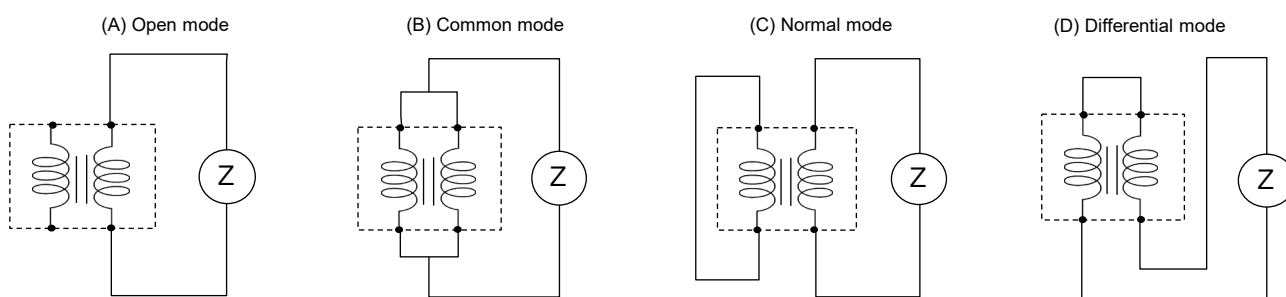 (A) Open mode
(B) Common mode
(C) Normal mode
(D) Differential mode
Z
Z
Z
Z